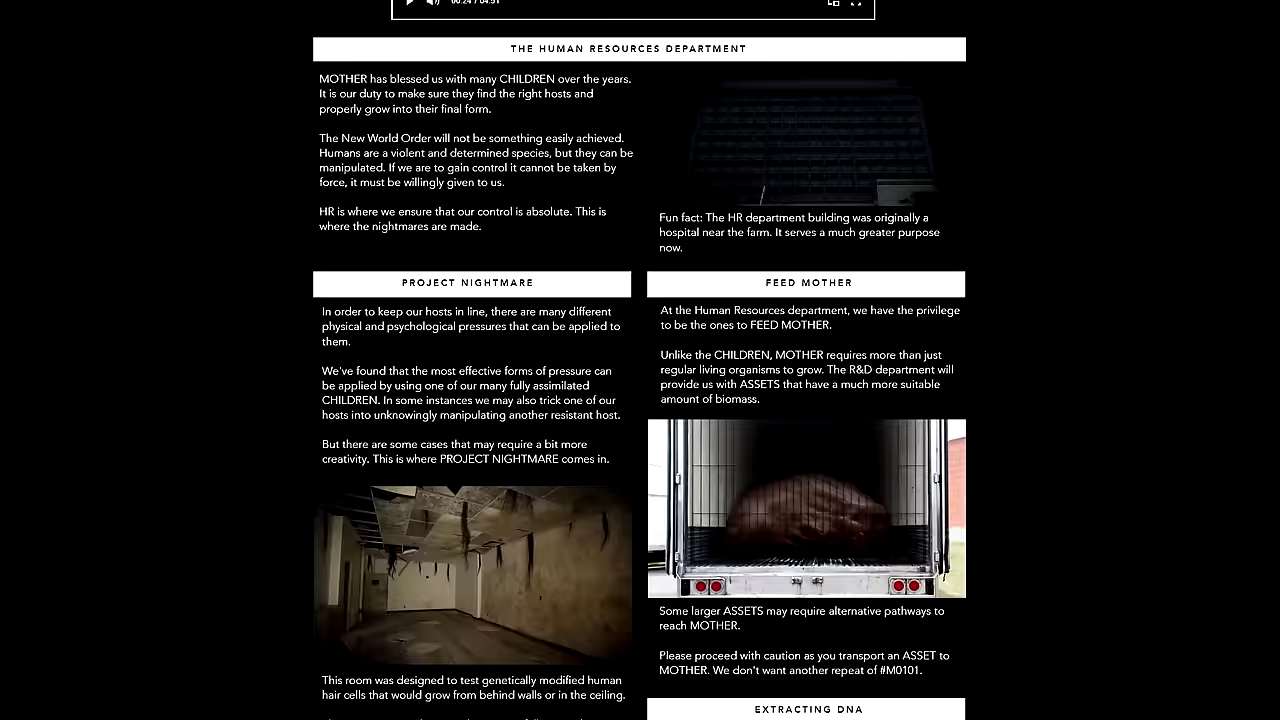 THE HUMAN RESOURCES DEPARTMENT
MOTHER has blessed us with many CHILDREN over the years.
It is our duty to make sure they find the right hosts and
properly grow into their final form.
The New World Order will not be something easily achieved.
Humans are a violent and determined species, but they can be
manipulated. If we are to gain control it cannot be taken by
force, it must be willingly given to us.
HR is where we ensure that our control is absolute. This is
where the nightmares are made.
Fun fact: The HR department building was originally a
hospital near the farm. It serves a much greater purpose
now.
PROJECT NIGHTMARE
In order to keep our hosts in line, there are many different
physical and psychological pressures that can be applied to
them.
We've found that the most effective forms of pressure can
be applied by using one of our many fully assimilated
CHILDREN. In some instances we may also trick one of our
hosts into unknowingly manipulating another resistant host.
But there are some cases that may require a bit more
creativity. This is where PROJECT NIGHTMARE comes in.
This room was designed to test genetically modified human
hair cells that would grow from behind walls or in the ceiling.
FEED MOTHER
At the Human Resources department, we have the privilege
to be the ones to FEED MOTHER.
Unlike the CHILDREN, MOTHER requires more than just
regular living organisms to grow. The R&D department will
provide us with ASSETS that have a much more suitable
amount of biomass.
Some larger ASSETS may require alternative pathways to
reach MOTHER.
Please proceed with caution as you transport an ASSET to
MOTHER. We don't want another repeat of #M0101.
EXTRACTING DNA